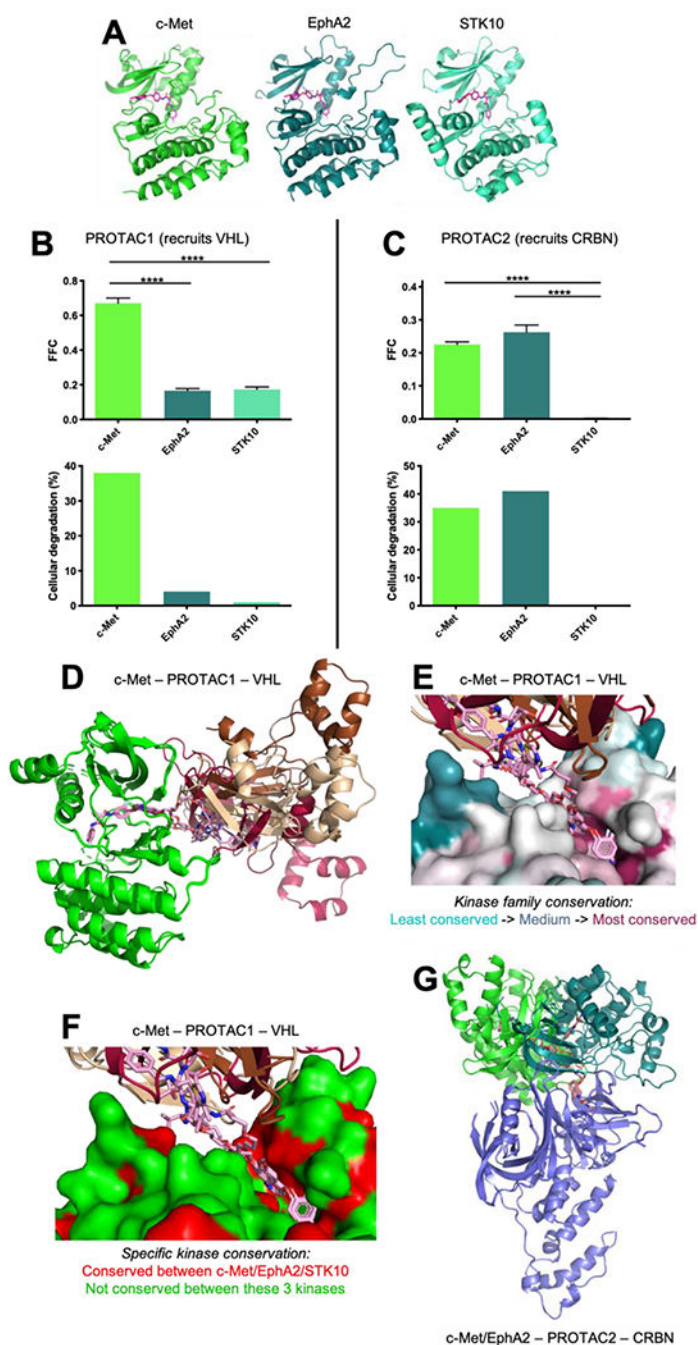 A
c-Met EphA2 STK10
B
PROTAC1 (recruits VHL)
****
****
0.8
0.6
0.4
0.2
0.0
FFC
c-Met EphA2 STK10
40
30
20
10
0
Cellular degradation (%)
c-Met EphA2 STK10
C
PROTAC2 (recruits CRBN)
****
****
0.4
0.3
0.2
0.1
0.0
FFC
c-Met EphA2 STK10
50
40
30
20
10
0
Cellular degradation (%)
c-Met EphA2 STK10
D
c-Met – PROTAC1 – VHL
E
c-Met – PROTAC1 – VHL
Kinase family conservation:
Least conserved -> Medium -> Most conserved
F
c-Met – PROTAC1 – VHL
Specific kinase conservation:
Conserved between c-Met/EphA2/STK10
Not conserved between these 3 kinases
G
c-Met/EphA2 – PROTAC2 – CRBN